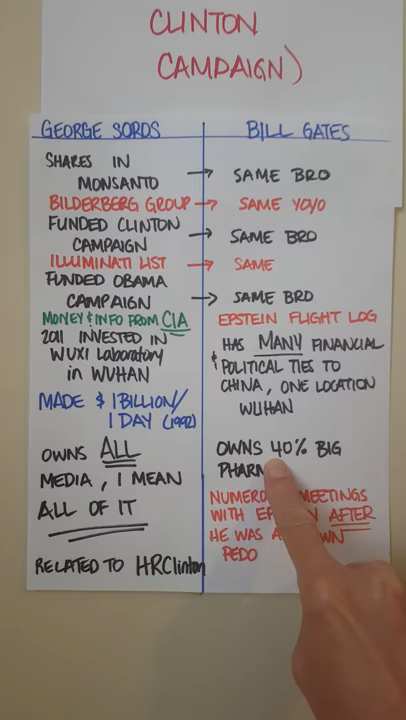 CLINTON
CAMPAIGN)
GEORGE SOROS
SHARES IN
MONSANTO →
BILDERBERG GROUP →
FUNDED CLINTON
CAMPAIGN →
ILLUMINATI LIST →
FUNDED OBAMA
CAMPAIGN →
MONEY & INFO FROM CIA
2011 INVESTED IN
WUXI Laboratory
in WUHAN
MADE $ 1 BILLION/
1 DAY (1992)
OWNS ALL
MEDIA, I MEAN
ALL OF IT
RELATED TO HRClinton
BILL GATES
SAME BRO
SAME YO/YO
SAME BRO
SAME
SAME BRO
EPSTEIN FLIGHT LOG
HAS MANY FINANCIAL
& POLITICAL TIES TO
CHINA, ONE LOCATION
WUHAN
OWNS 40% BIG
PHARM
MEETINGS
WITH AFTER
HE WAS
PEDO